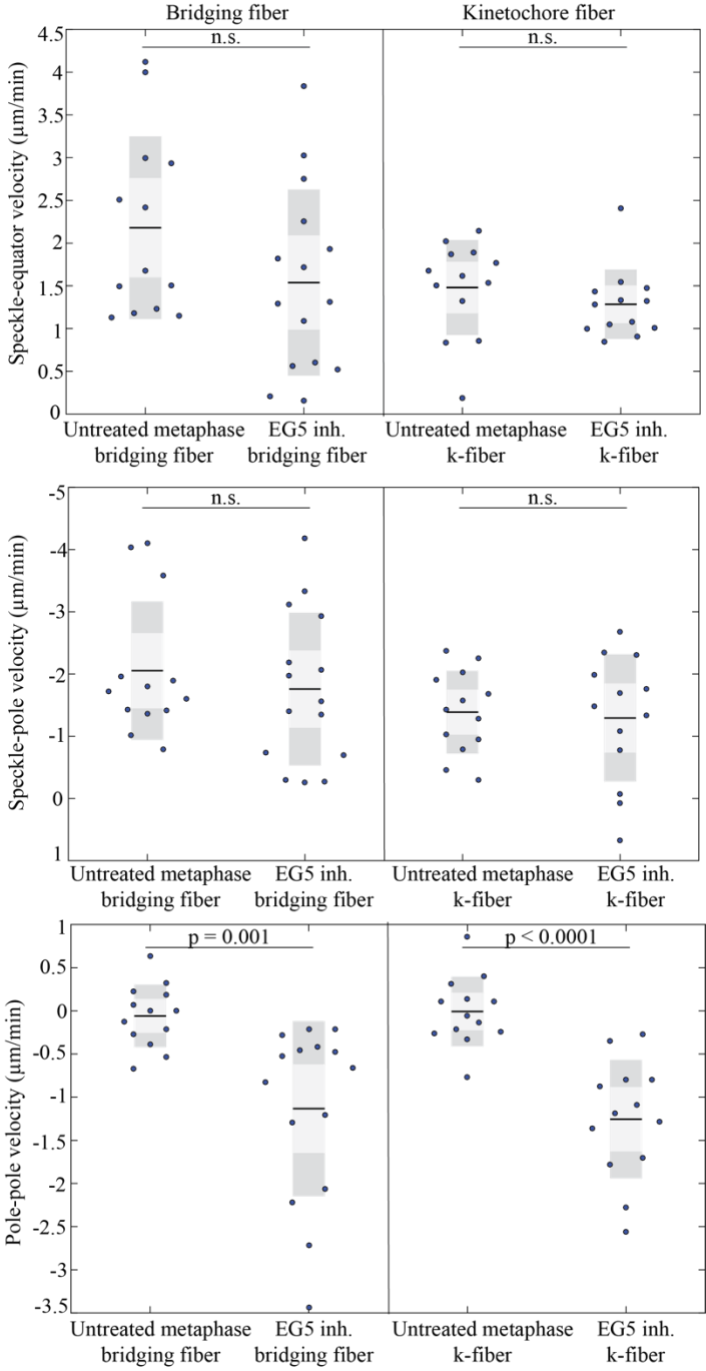 Bridging fiber Kinetochore fiber
n.s. n.s.
Speckle-equator velocity (µm/min)
4.5
4
3.5
3
2.5
2
1.5
1
0.5
0
Untreated metaphase EG5 inh. Untreated metaphase EG5 inh.
bridging fiber bridging fiber k-fiber k-fiber
n.s. n.s.
Speckle-pole velocity (µm/min)
-5
-4
-3
-2
-1
0
1
Untreated metaphase EG5 inh. Untreated metaphase EG5 inh.
bridging fiber bridging fiber k-fiber k-fiber
p = 0.001 p < 0.0001
Pole-pole velocity (µm/min)
1
0.5
0
-0.5
-1
-1.5
-2
-2.5
-3
-3.5
Untreated metaphase EG5 inh. Untreated metaphase EG5 inh.
bridging fiber bridging fiber k-fiber k-fiber